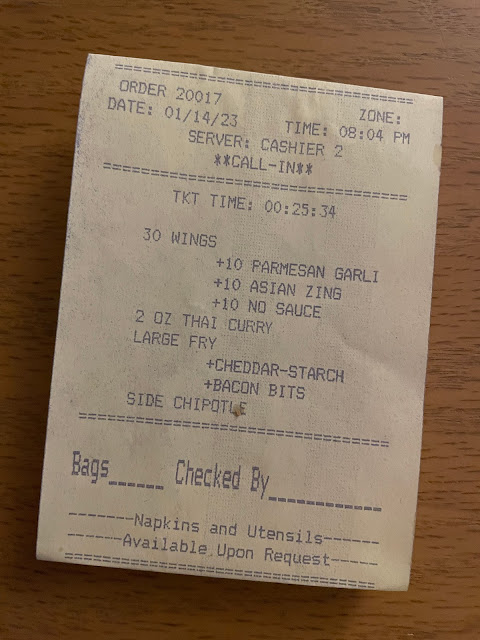 ==============================
ORDER 20017 ZONE:
DATE: 01/14/23 TIME: 08:04 PM
SERVER: CASHIER 2
**CALL-IN**
==============================
TKT TIME: 00:25:34
30 WINGS
+10 PARMESAN GARLI
+10 ASIAN ZING
+10 NO SAUCE
2 OZ THAI CURRY
LARGE FRY
+CHEDDAR-STARCH
+BACON BITS
SIDE CHIPOTLE
==============================
Bags_____ Checked By__________
-------Napkins and Utensils------
------Available Upon Request-----
==============================